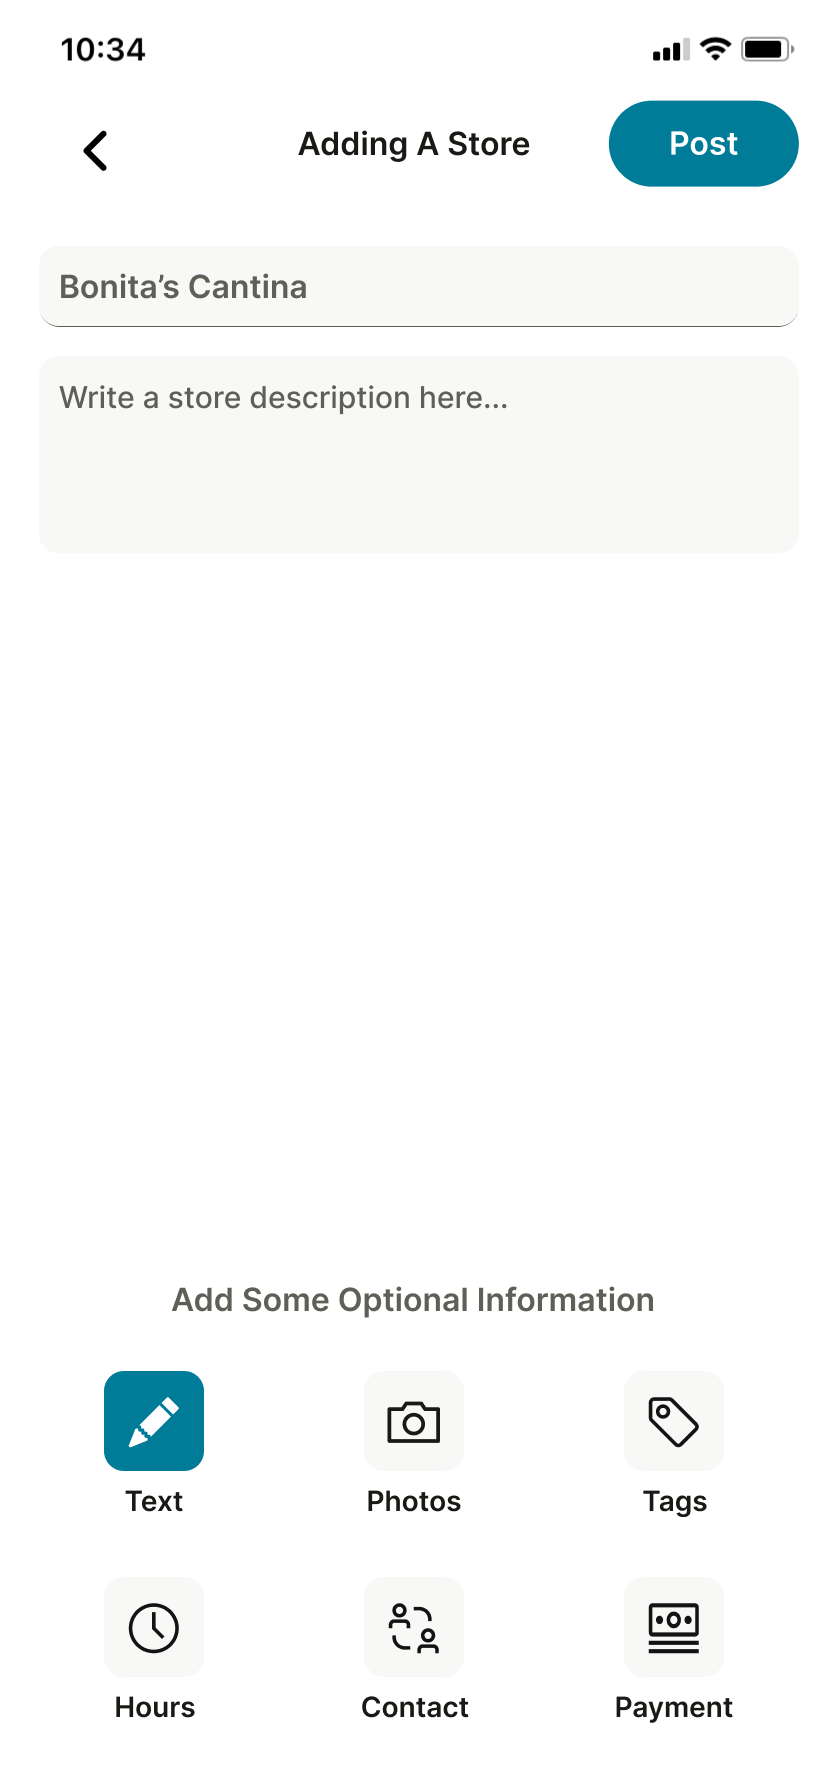 10:34
Adding A Store
Post
Bonita’s Cantina
Write a store description here...
Add Some Optional Information
Text
Photos
Tags
Hours
Contact
Payment